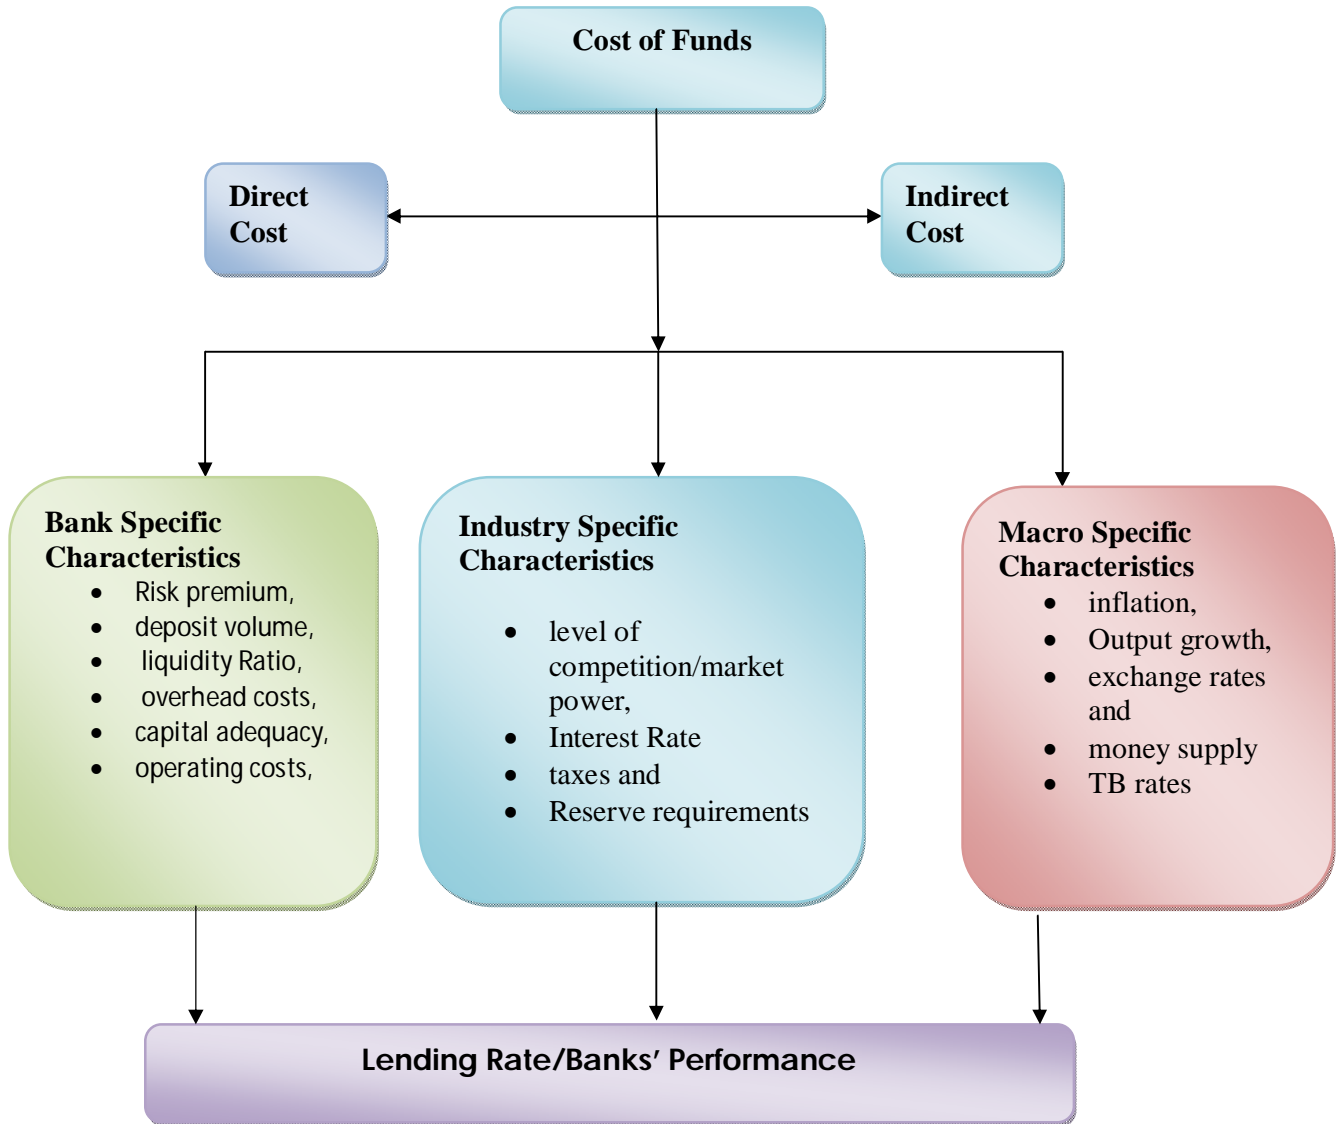 Cost of Funds
Direct
Cost
Indirect
Cost
Bank Specific
Characteristics
• Risk premium,
• deposit volume,
• liquidity Ratio,
• overhead costs,
• capital adequacy,
• operating costs,
Industry Specific
Characteristics
• level of
competition/market
power,
• Interest Rate
• taxes and
• Reserve requirements
Macro Specific
Characteristics
• inflation,
• Output growth,
• exchange rates
and
• money supply
• TB rates
Lending Rate/Banks’ Performance